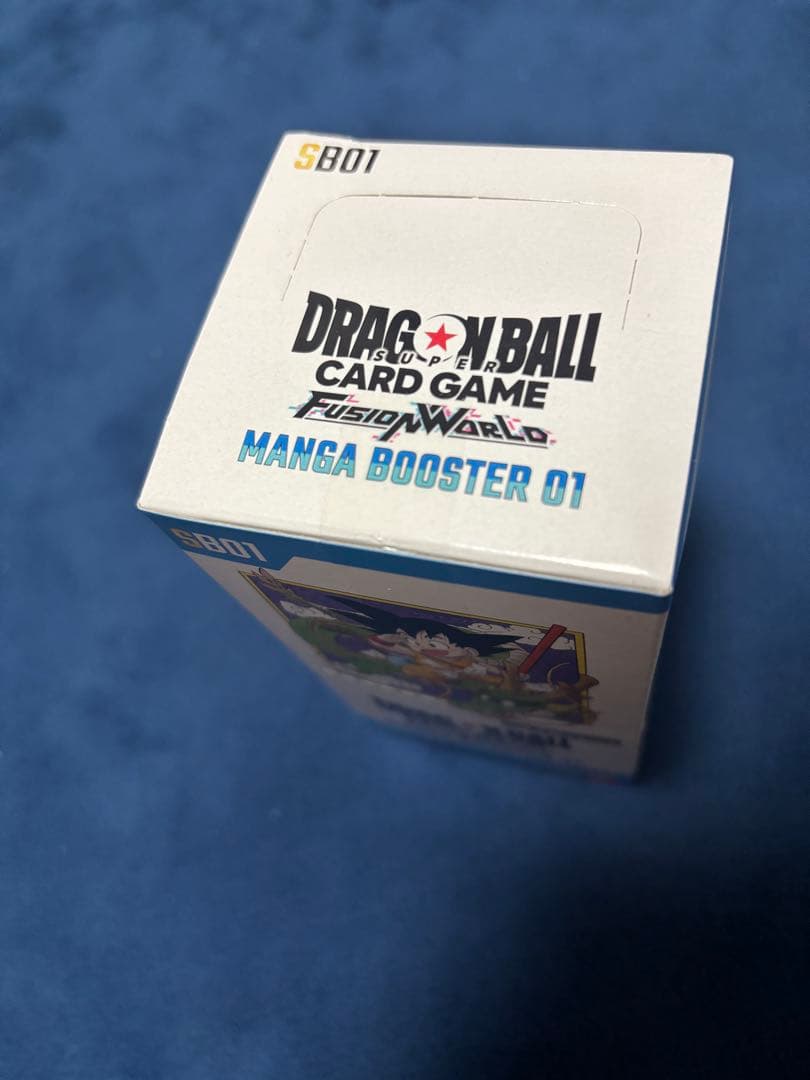 SB01
DRAGON BALL
SUPER
CARD GAME
FUSION WORLD
MANGA BOOSTER 01
SB01